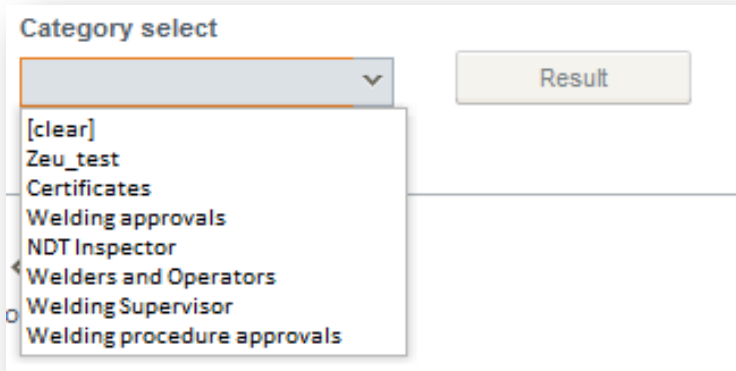 Category select
Result
[clear]
Zeu_test
Certificates
Welding approvals
NDT Inspector
Welders and Operators
Welding Supervisor
Welding procedure approvals